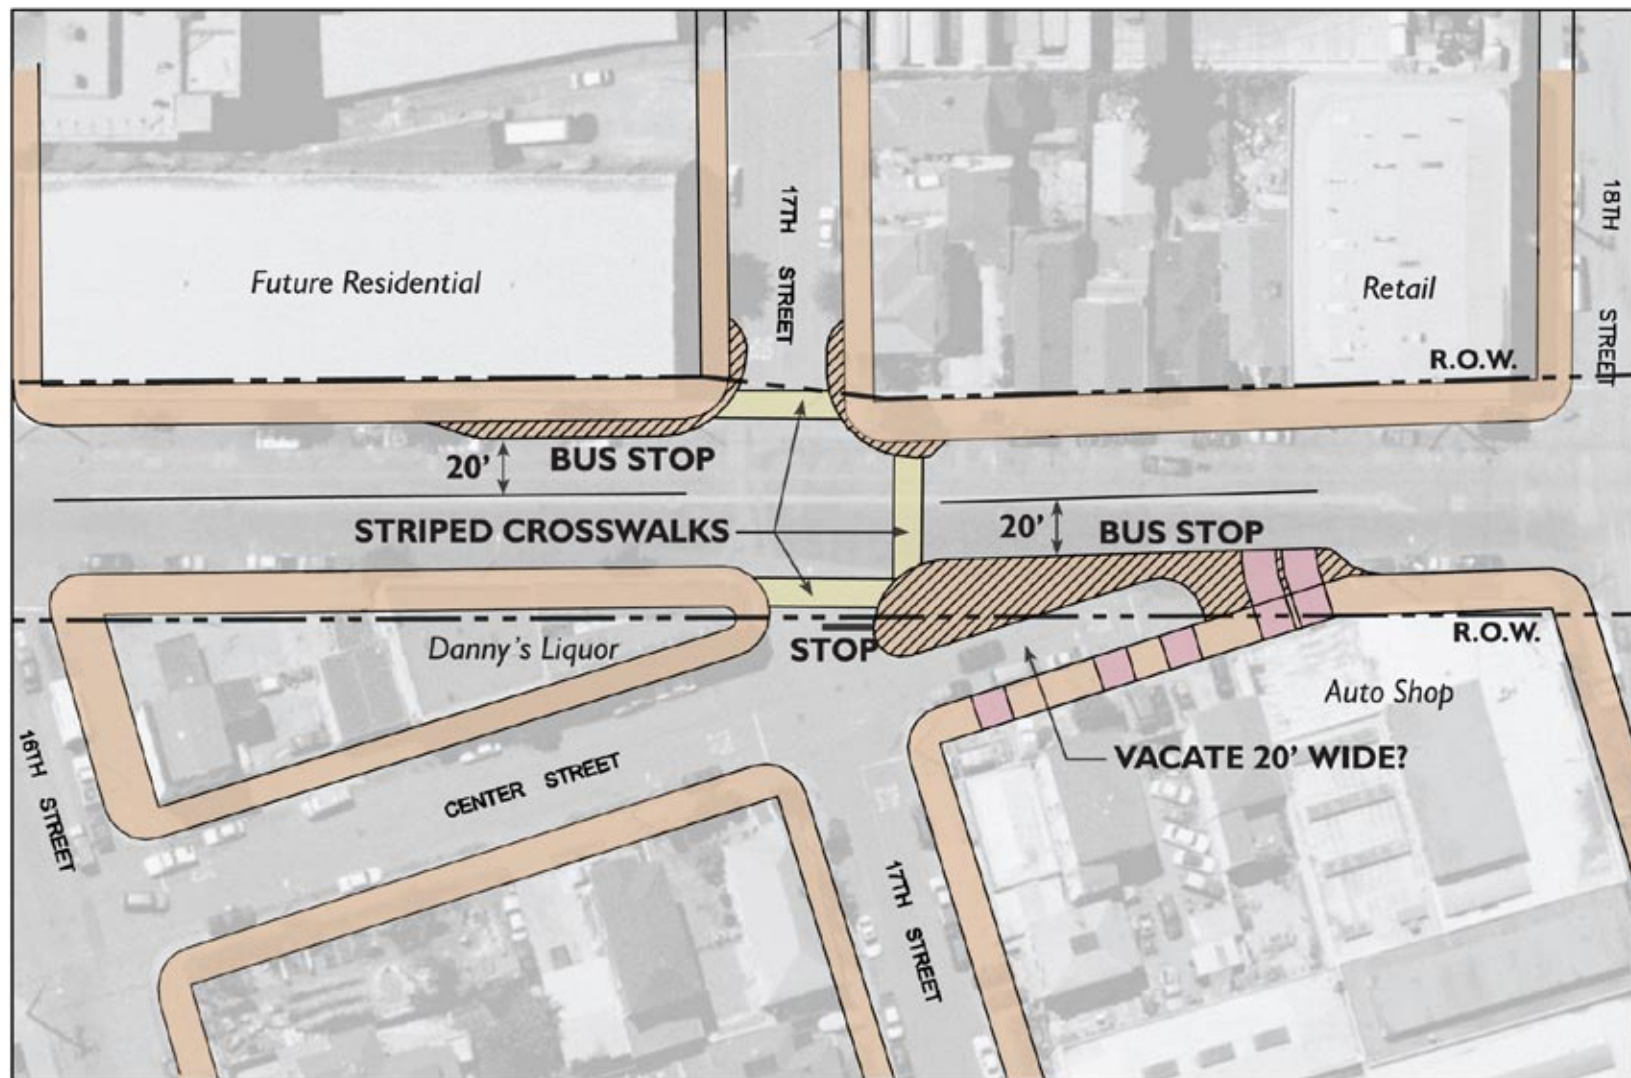 17TH STREET
18TH STREET
Future Residential
Retail
R.O.W.
20'
BUS STOP
STRIPED CROSSWALKS
20'
BUS STOP
Danny's Liquor
STOP
R.O.W.
Auto Shop
16TH STREET
CENTER STREET
VACATE 20' WIDE?
17TH STREET